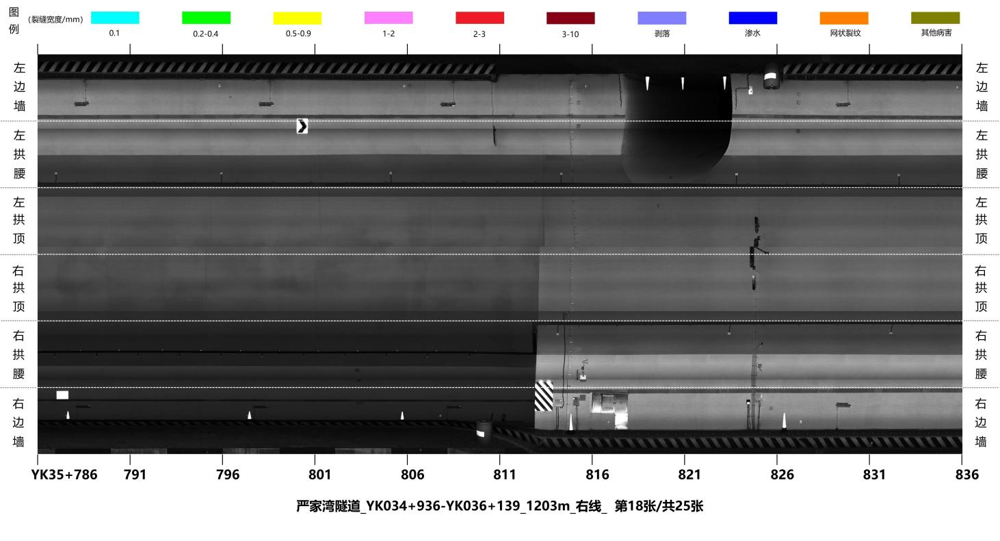 图例
(裂缝宽度/mm)
0.1
0.2-0.4
0.5-0.9
1-2
2-3
3-10
剥落
渗水
网状裂纹
其他病害
左边墙
左边墙
左拱腰
左拱腰
左拱顶
左拱顶
右拱顶
右拱顶
右拱腰
右拱腰
右边墙
右边墙
YK35+786 791 796 801 806 811 816 821 826 831 836
严家湾隧道_YK034+936-YK036+139_1203m_右线_ 第18张/共25张